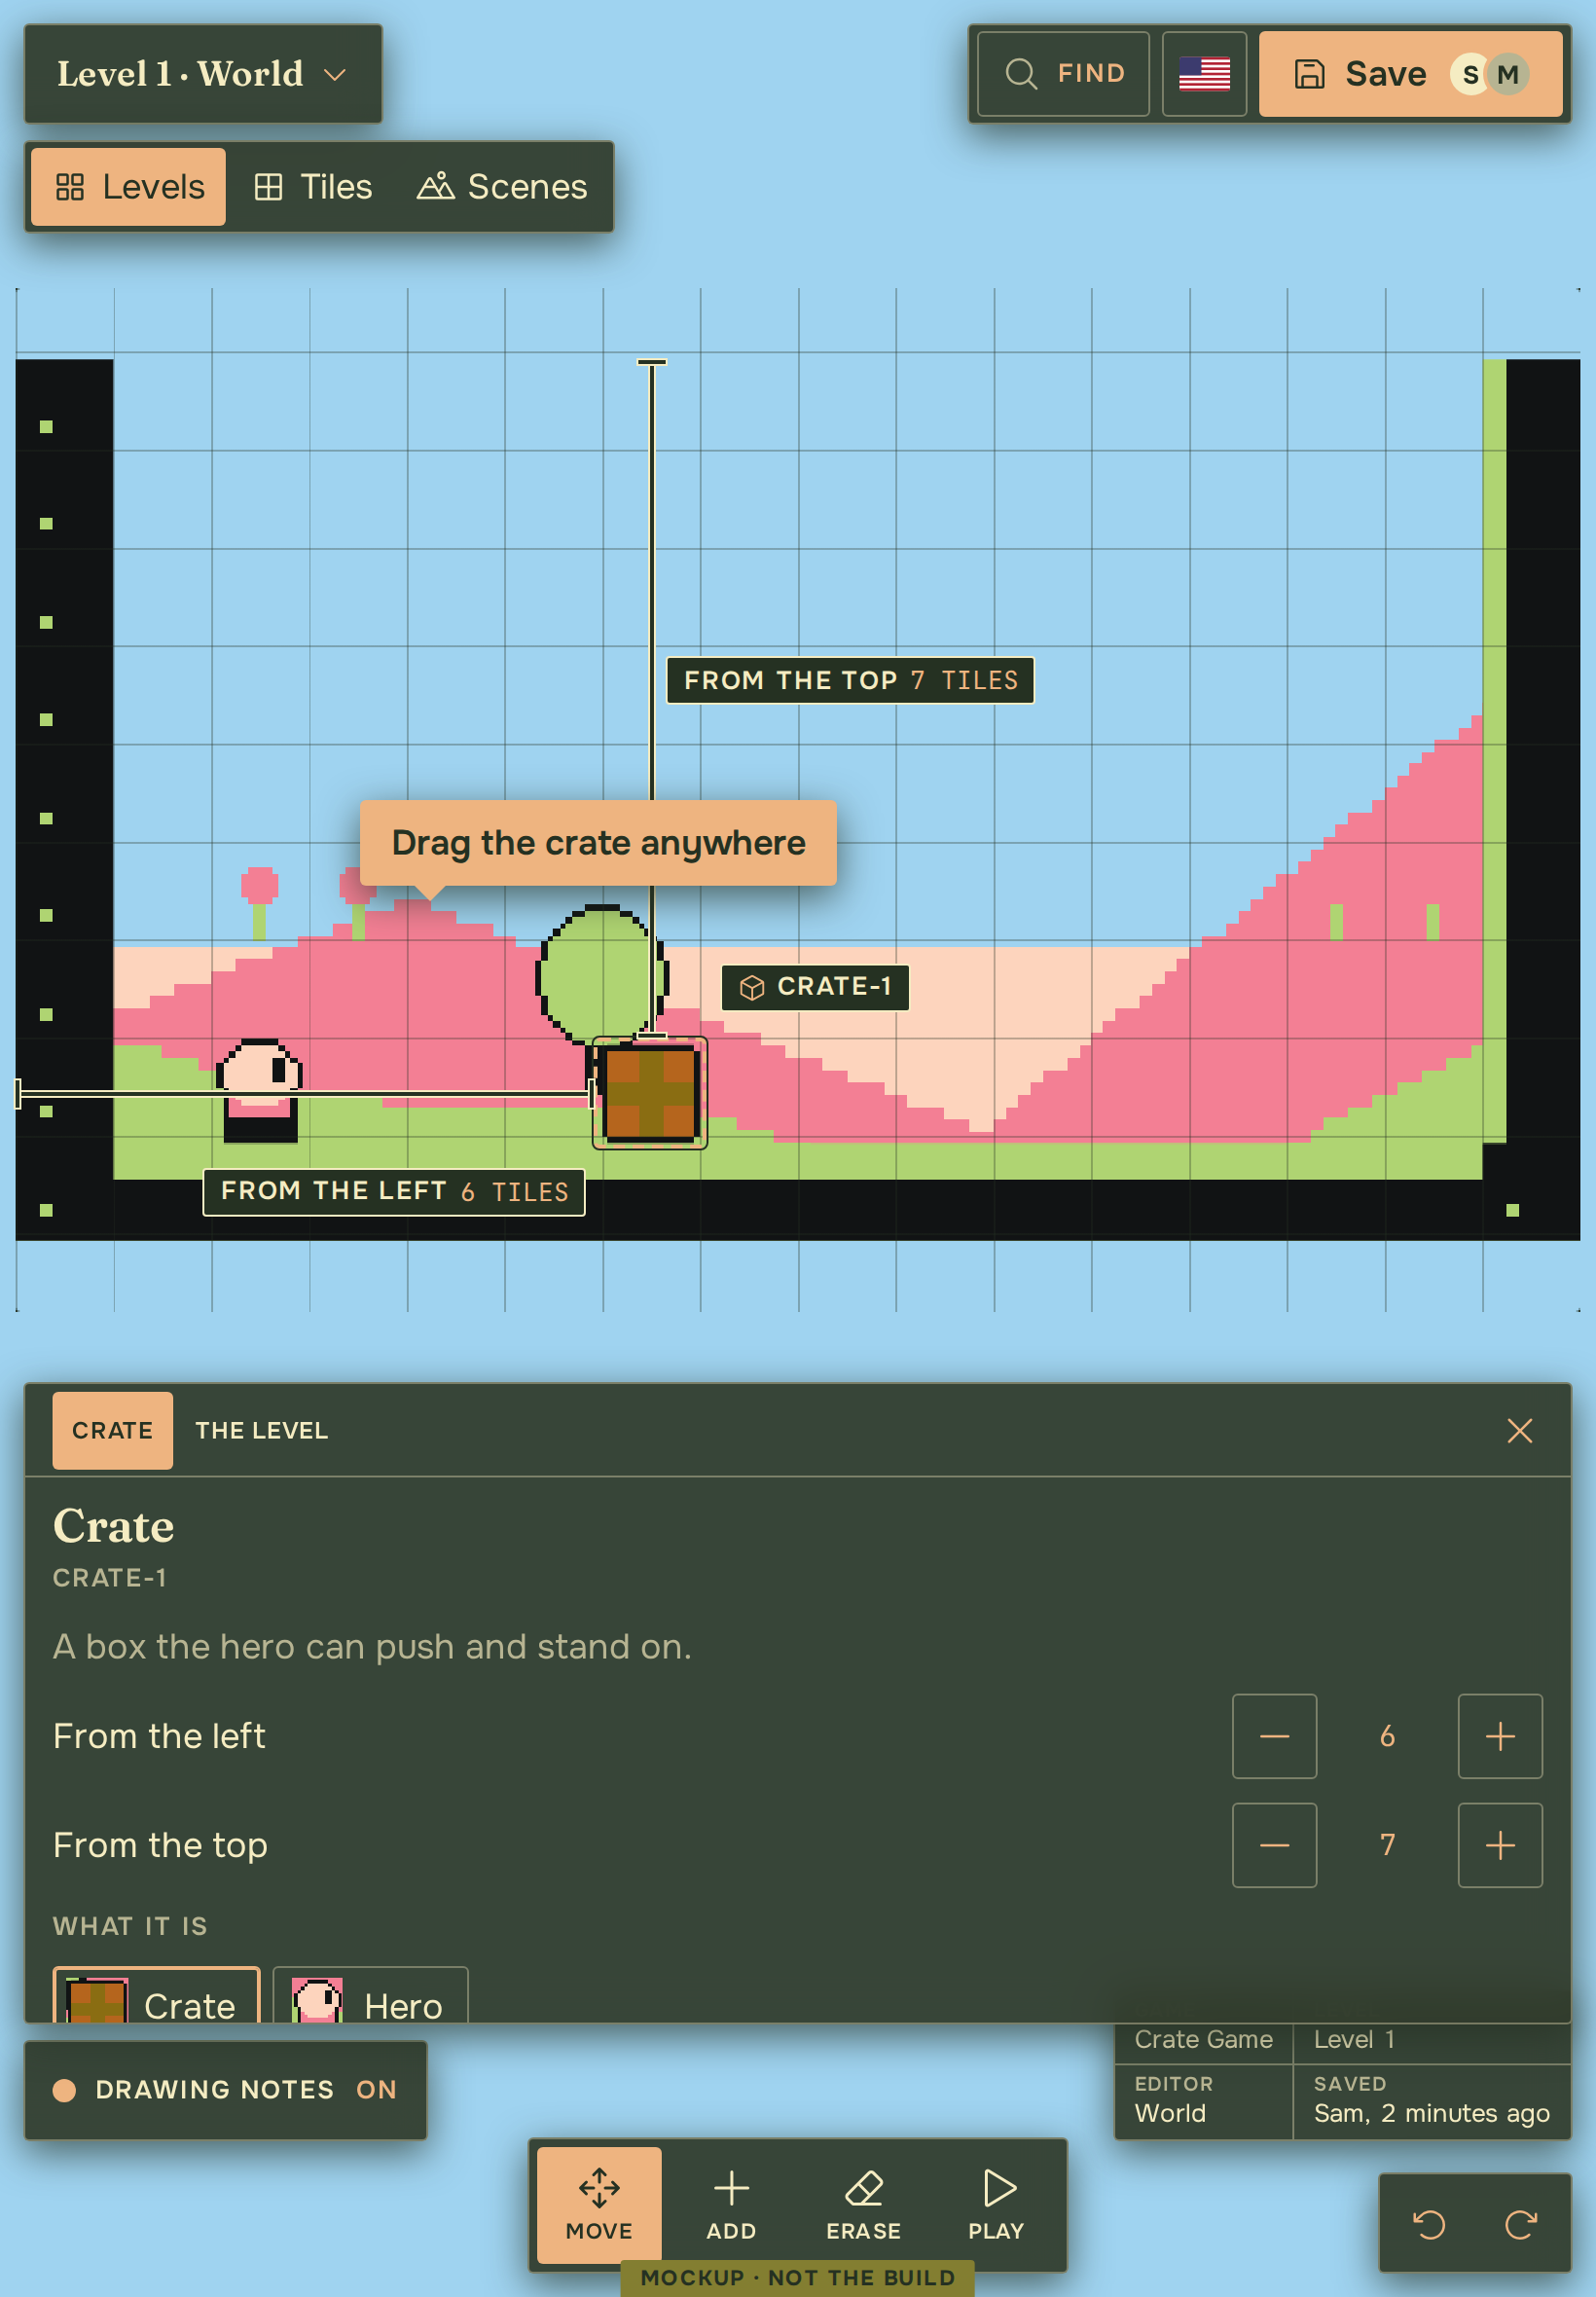 Level 1 · World
FIND
Save S M
Levels Tiles Scenes
FROM THE TOP 7 TILES
Drag the crate anywhere
CRATE-1
FROM THE LEFT 6 TILES
CRATE THE LEVEL
Crate
CRATE-1
A box the hero can push and stand on.
From the left 6
From the top 7
WHAT IT IS
Crate Hero
Crate Game Level 1
DRAWING NOTES ON
EDITOR SAVED
World Sam, 2 minutes ago
MOVE ADD ERASE PLAY
MOCKUP · NOT THE BUILD